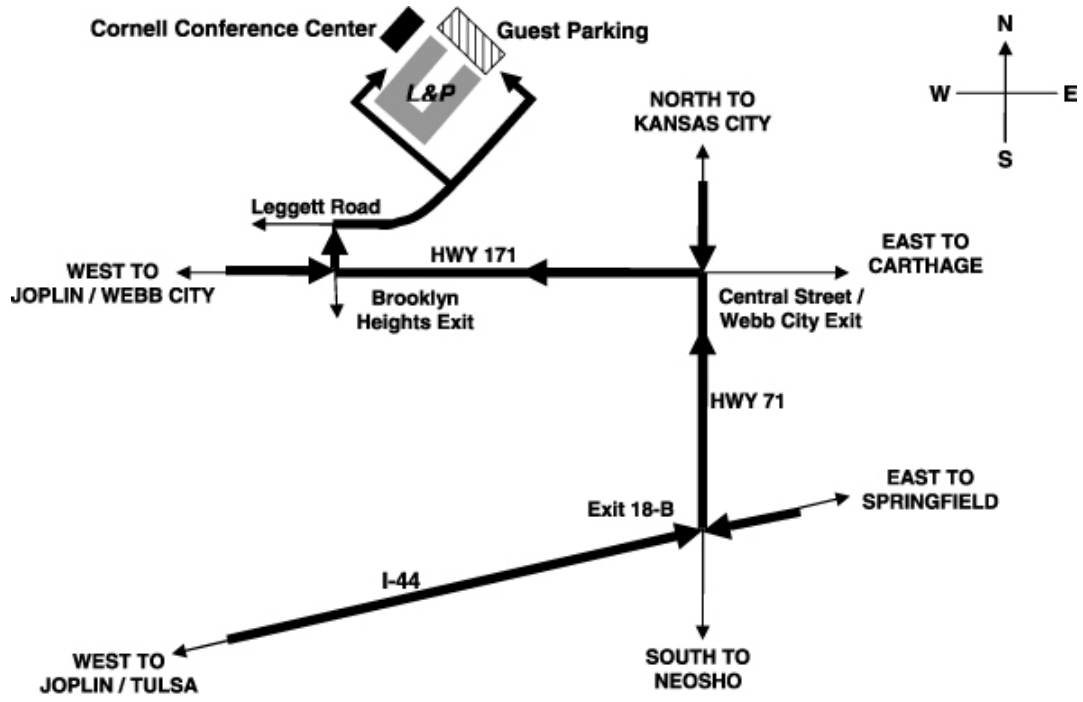 Cornell Conference Center
Guest Parking
L&P
NORTH TO
KANSAS CITY
N
W
E
S
Leggett Road
HWY 171
EAST TO
CARTHAGE
WEST TO
JOPLIN / WEBB CITY
Brooklyn
Heights Exit
Central Street /
Webb City Exit
HWY 71
EAST TO
SPRINGFIELD
Exit 18-B
I-44
WEST TO
JOPLIN / TULSA
SOUTH TO
NEOSHO